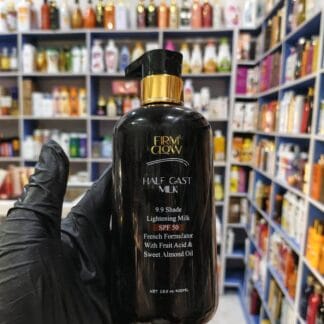 FIRM
GLOW
HALF CAST
MILK
9.9 Shade
Lightening Milk
SPF 50
French Formulator
With Fruit Acid &
Sweet Almond Oil